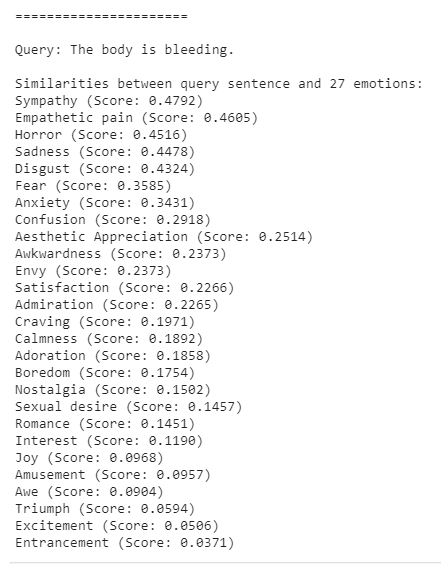 ======================
Query: The body is bleeding.
Similarities between query sentence and 27 emotions:
Sympathy (Score: 0.4792)
Empathetic pain (Score: 0.4605)
Horror (Score: 0.4516)
Sadness (Score: 0.4478)
Disgust (Score: 0.4324)
Fear (Score: 0.3585)
Anxiety (Score: 0.3431)
Confusion (Score: 0.2918)
Aesthetic Appreciation (Score: 0.2514)
Awkwardness (Score: 0.2373)
Envy (Score: 0.2373)
Satisfaction (Score: 0.2266)
Admiration (Score: 0.2265)
Craving (Score: 0.1971)
Calmness (Score: 0.1892)
Adoration (Score: 0.1858)
Boredom (Score: 0.1754)
Nostalgia (Score: 0.1502)
Sexual desire (Score: 0.1457)
Romance (Score: 0.1451)
Interest (Score: 0.1190)
Joy (Score: 0.0968)
Amusement (Score: 0.0957)
Awe (Score: 0.0904)
Triumph (Score: 0.0594)
Excitement (Score: 0.0506)
Entrancement (Score: 0.0371)